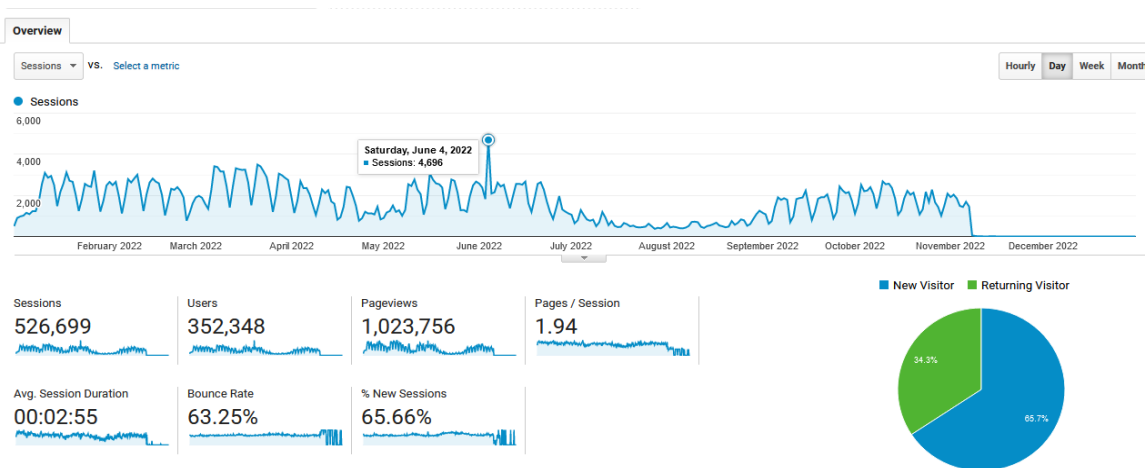 Overview
Sessions VS. Select a metric
Hourly Day Week Month
Sessions
6,000
4,000
2,000
Saturday, June 4, 2022
Sessions: 4,696
February 2022 March 2022 April 2022 May 2022 June 2022 July 2022 August 2022 September 2022 October 2022 November 2022 December 2022
New Visitor Returning Visitor
Sessions Users Pageviews Pages / Session
526,699 352,348 1,023,756 1.94
34.3%
Avg. Session Duration Bounce Rate % New Sessions
00:02:55 63.25% 65.66%
65.7%